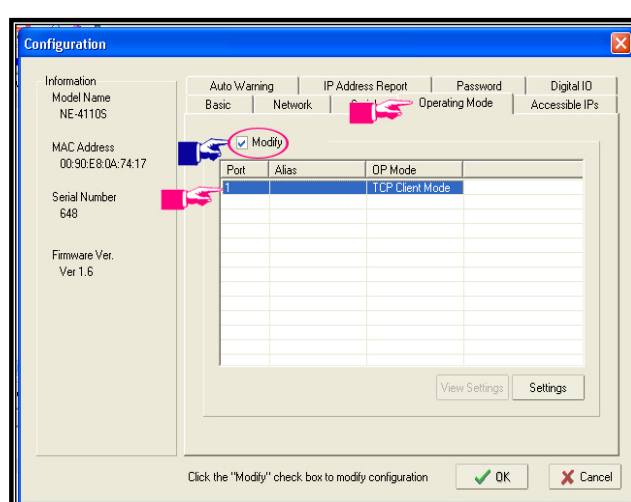 Configuration
Information
Model Name
NE-4110S
MAC Address
00:90:E8:0A:74:17
Serial Number
648
Firmware Ver.
Ver 1.6
Auto Warning IP Address Report Password Digital IO
Basic Network Operating Mode Accessible IPs
Modify
Port Alias OP Mode
1 TCP Client Mode
View Settings Settings
Click the "Modify" check box to modify configuration OK Cancel